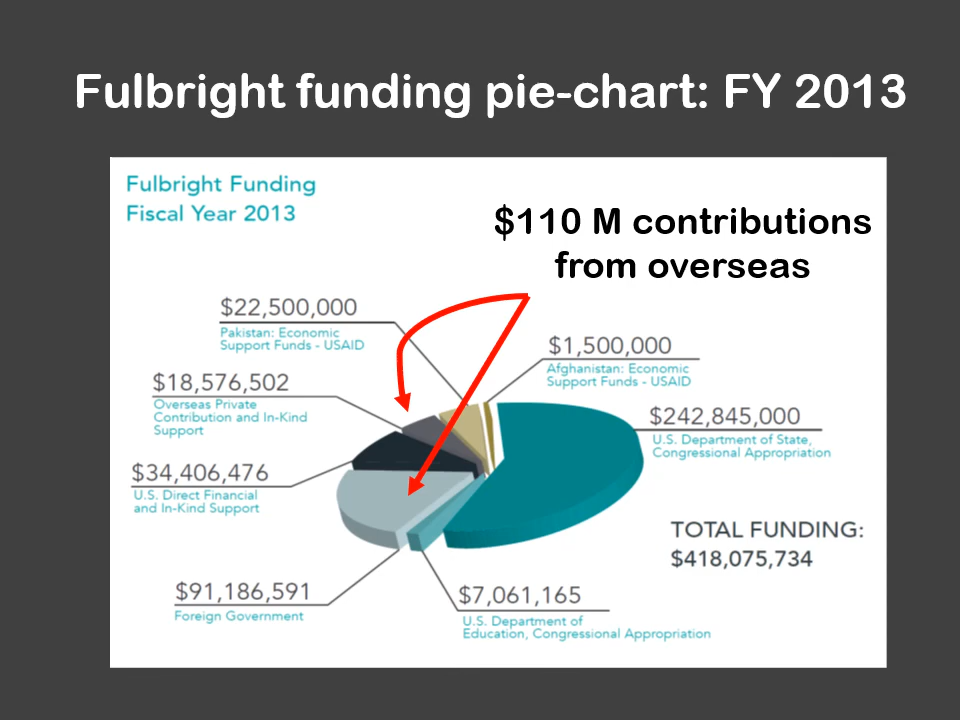 Fulbright funding pie-chart: FY 2013
Fulbright Funding
Fiscal Year 2013
$110 M contributions
from overseas
$22,500,000
Pakistan: Economic
Support Funds - USAID
$1,500,000
Afghanistan: Economic
Support Funds - USAID
$18,576,502
Overseas Private
Contribution and In-Kind
Support
$242,845,000
U.S. Department of State,
Congressional Appropriation
$34,406,476
U.S. Direct Financial
and In-Kind Support
TOTAL FUNDING:
$418,075,734
$91,186,591
Foreign Government
$7,061,165
U.S. Department of
Education, Congressional Appropriation